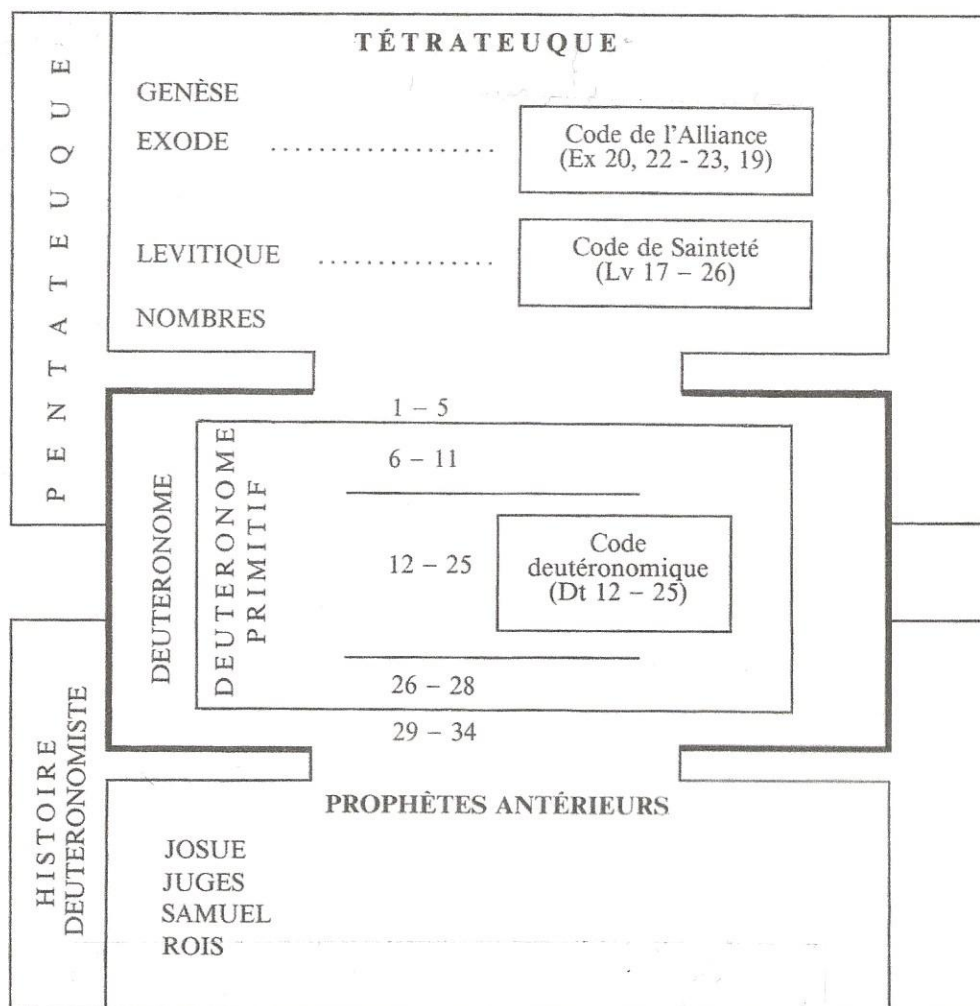 PENTATEUQUE
TÉTRATEUQUE
GENÈSE
EXODE ....................
Code de l'Alliance
(Ex 20, 22 - 23, 19)
LEVITIQUE ................
Code de Sainteté
(Lv 17 – 26)
NOMBRES
DEUTERONOME
DEUTERONOME
PRIMITIF
1 – 5
6 – 11
12 – 25
Code
deutéronomique
(Dt 12 – 25)
26 – 28
29 – 34
HISTOIRE
DEUTERONOMISTE
PROPHÈTES ANTÉRIEURS
JOSUE
JUGES
SAMUEL
ROIS